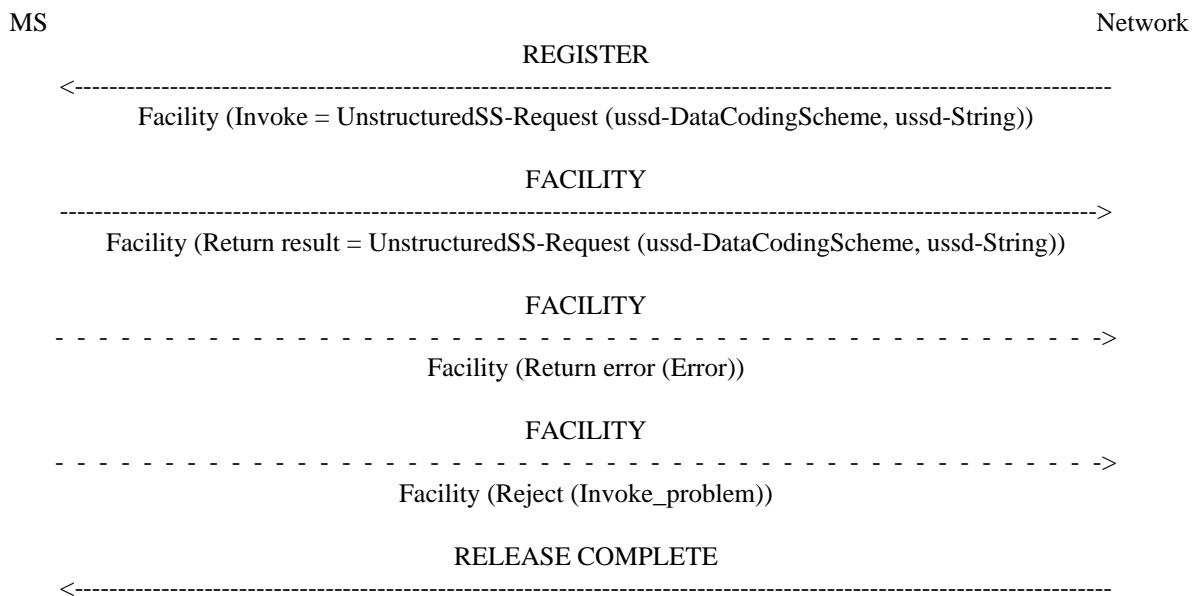 MS Network
REGISTER
<------------------------------------------------------------------------------------------------------------------------
Facility (Invoke = UnstructuredSS-Request (ussd-DataCodingScheme, ussd-String))
FACILITY
------------------------------------------------------------------------------------------------------------------------>
Facility (Return result = UnstructuredSS-Request (ussd-DataCodingScheme, ussd-String))
FACILITY
- - - - - - - - - - - - - - - - - - - - - - - - - - - - - - - - - - - - - - - - - - - - - - - - ->
Facility (Return error (Error))
FACILITY
- - - - - - - - - - - - - - - - - - - - - - - - - - - - - - - - - - - - - - - - - - - - - - - - ->
Facility (Reject (Invoke_problem))
RELEASE COMPLETE
<------------------------------------------------------------------------------------------------------------------------